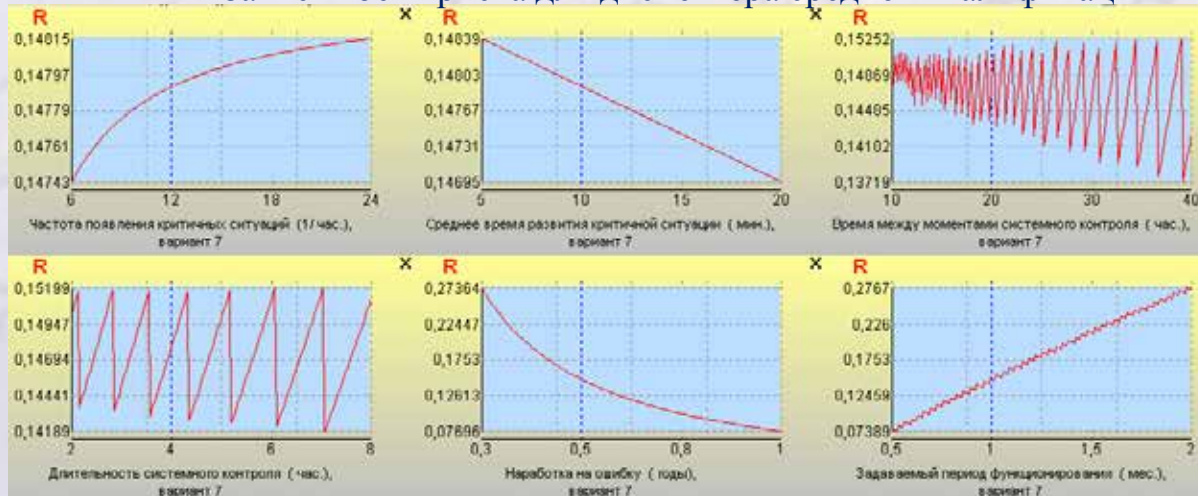 R
0,14815
0,14797
0,14779
0,14761
0,14743
6 12 18 24
Частота появления критичных ситуаций (1/ час.),
вариант 7
X R
0,14839
0,14803
0,14767
0,14731
0,14695
5 10 15 20
Среднее время развития критичной ситуации ( мин.),
вариант 7
X R
0,15252
0,14869
0,14485
0,14102
0,13719
10 20 30 40
Время между моментами системного контроля ( час.),
вариант 7
R
0,15199
0,14947
0,14694
0,14441
0,14189
2 4 6 8
Длительность системного контроля ( час.),
вариант 7
X R
0,27364
0,22447
0,1753
0,12613
0,07696
0,3 0,5 0,8 1
Наработка на ошибку ( годы),
вариант 7
X R
0,2767
0,226
0,1753
0,12459
0,07389
0,5 1 1,5 2
Задаваемый период функционирования ( мес.),
вариант 7